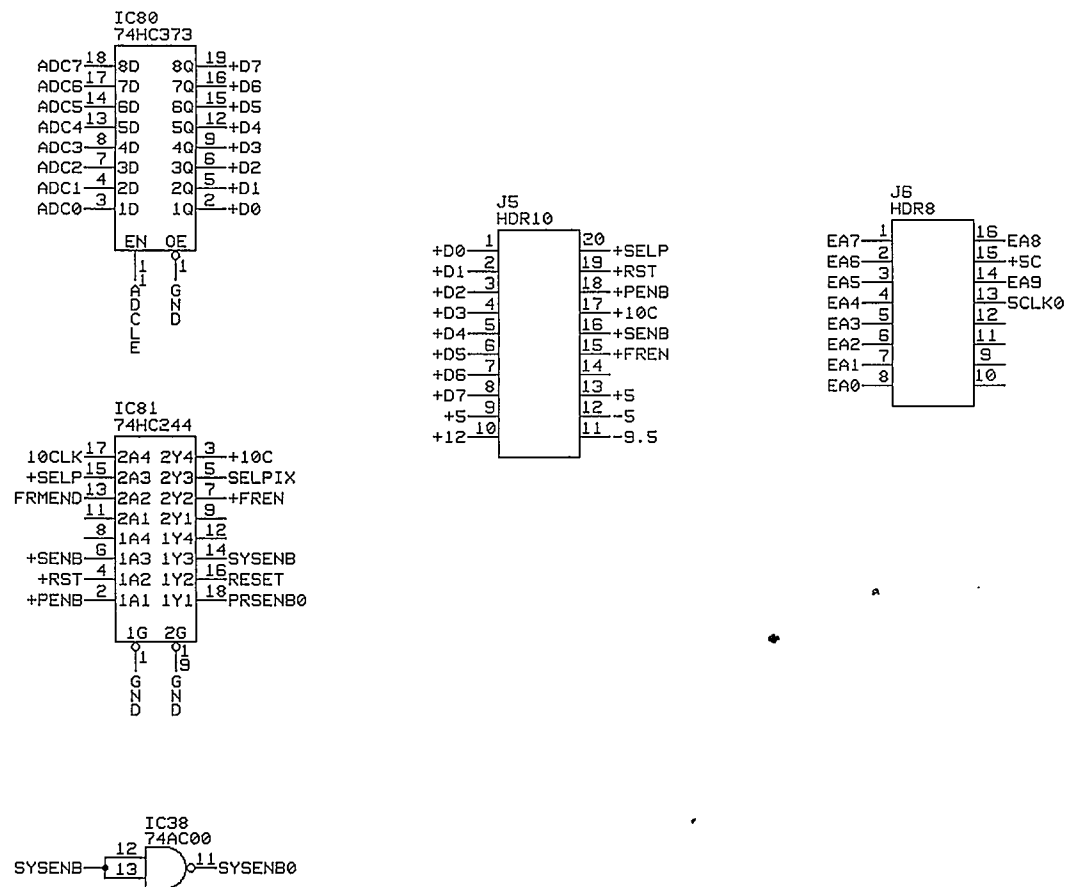 IC80
74HC373
ADC7 18 8D 8Q 19 +D7
ADC6 17 7D 7Q 16 +D6
ADC5 14 6D 6Q 15 +D5
ADC4 13 5D 5Q 12 +D4
ADC3 8 4D 4Q 9 +D3
ADC2 7 3D 3Q 6 +D2
ADC1 4 2D 2Q 5 +D1
ADC0 3 1D 1Q 2 +D0
EN OE
11 1
ADCLE GND
J5
HDR10
+D0 1 20 +SELP
+D1 2 19 +RST
+D2 3 18 +PENB
+D3 4 17 +10C
+D4 5 16 +SENB
+D5 6 15 +FREN
+D6 7 14
+D7 8 13 +5
+5 9 12 -5
+12 10 11 -9.5
J6
HDR8
EA7 1 16 EA8
EA6 2 15 +5C
EA5 3 14 EA9
EA4 4 13 5CLK0
EA3 5 12
EA2 6 11
EA1 7 9
EA0 8 10
IC81
74HC244
10CLK 17 2A4 2Y4 3 +10C
+SELP 15 2A3 2Y3 5 SELPIX
FRMEND 13 2A2 2Y2 7 +FREN
11 2A1 2Y1 9
8 1A4 1Y4 12
+SENB 6 1A3 1Y3 14 SYSENB
+RST 4 1A2 1Y2 16 RESET
+PENB 2 1A1 1Y1 18 PRSENB0
1G 2G
1 19
GND GND
IC38
74AC00
SYSENB 12 13 11 SYSENB0